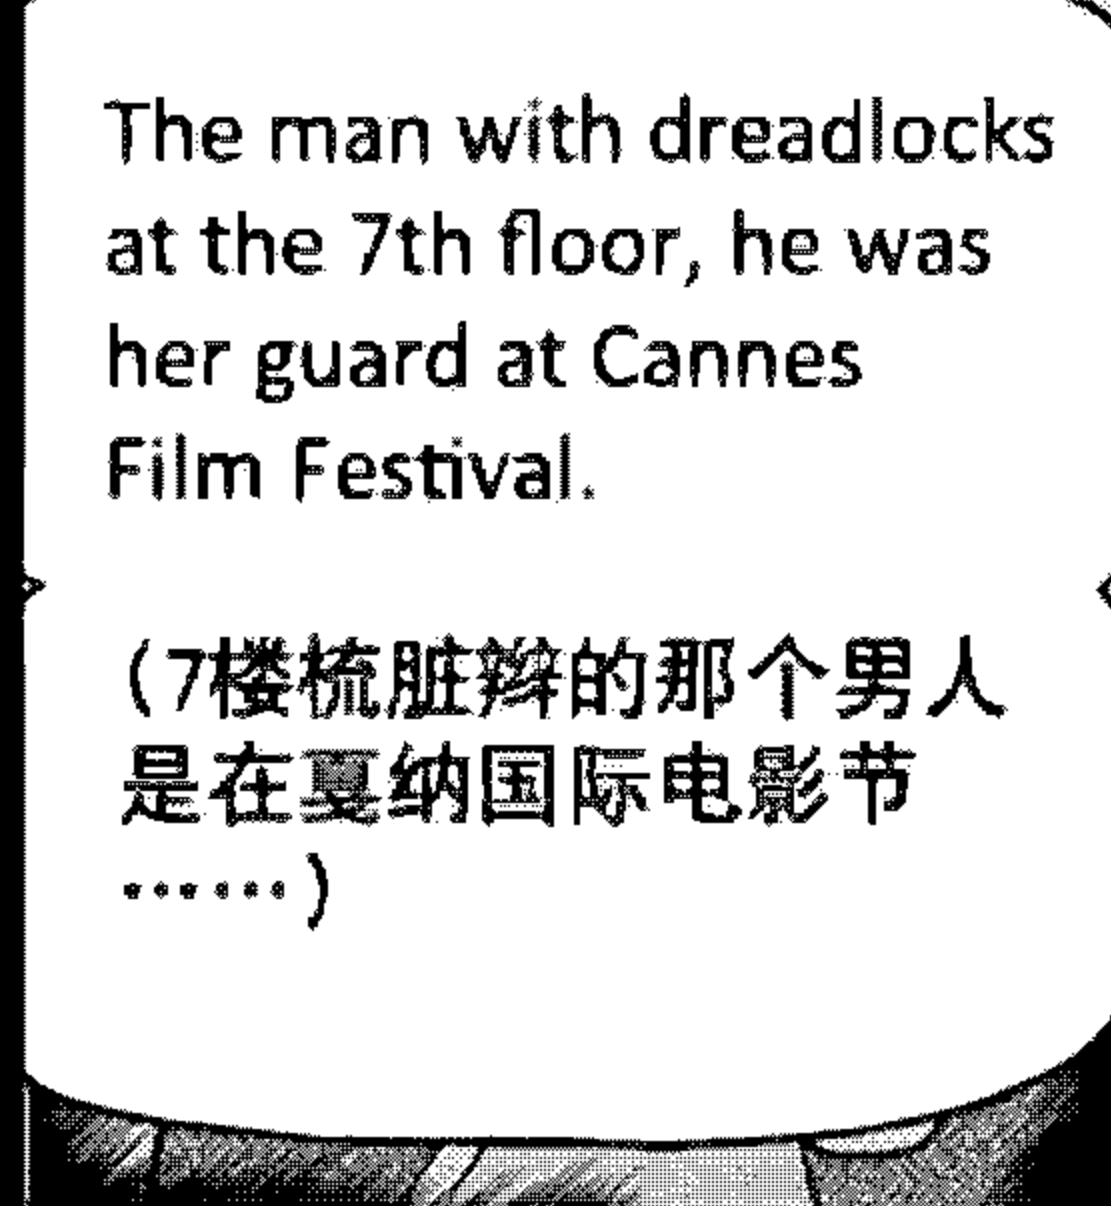 The man with dreadlocks
at the 7th floor, he was
her guard at Cannes
Film Festival.
(7楼梳脏辫的那个男人
是在戛纳国际电影节
……)